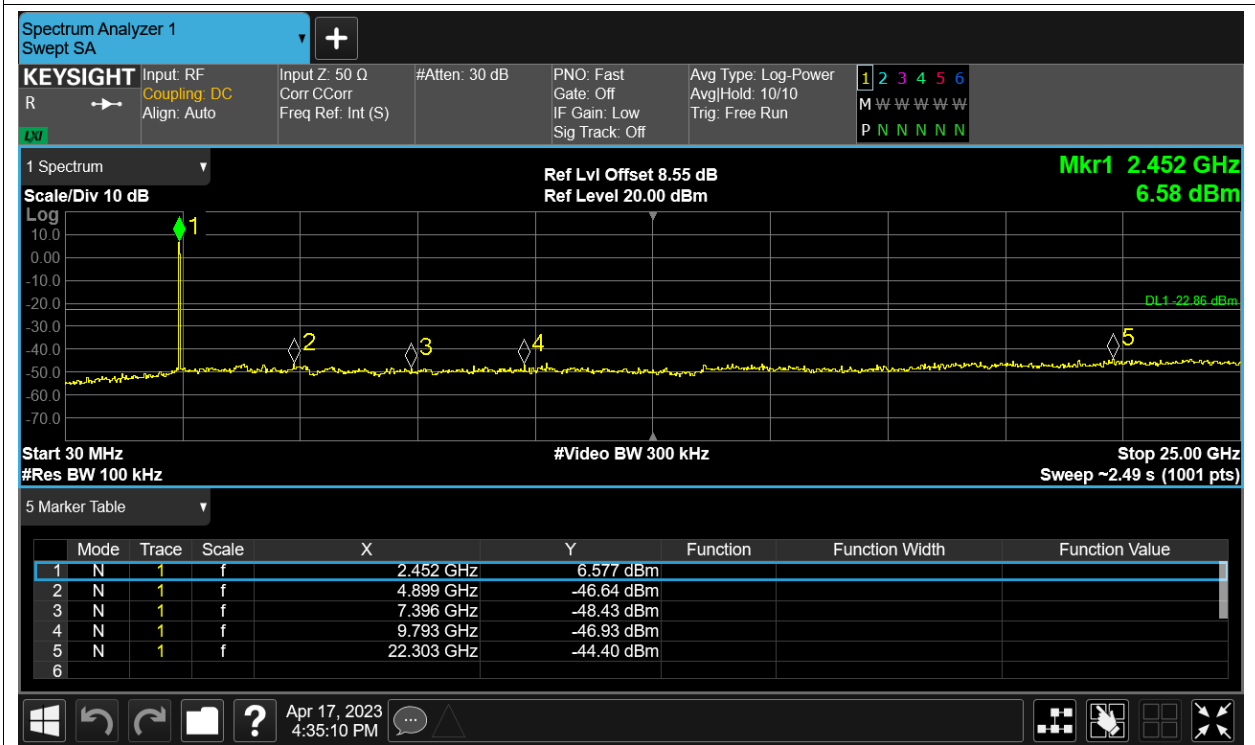 Spectrum Analyzer 1
Swept SA
+
KEYSIGHT Input: RF Input Z: 50 Ω #Atten: 30 dB PNO: Fast Avg Type: Log-Power 1 2 3 4 5 6
R Coupling: DC Corr CCorr Gate: Off Avg|Hold: 10/10 M W W W W W
Align: Auto Freq Ref: Int (S) IF Gain: Low Trig: Free Run
LXI Sig Track: Off P N N N N N
1 Spectrum Ref Lvl Offset 8.55 dB Mkr1 2.452 GHz
Scale/Div 10 dB Ref Level 20.00 dBm 6.58 dBm
Log
1
10.0
0.00
-10.0
-20.0 DL1 -22.86 dBm
-30.0
2 3 4 5
-40.0
-50.0
-60.0
-70.0
Start 30 MHz #Video BW 300 kHz Stop 25.00 GHz
#Res BW 100 kHz Sweep ~2.49 s (1001 pts)
5 Marker Table
Mode Trace Scale X Y Function Function Width Function Value
1 N 1 f 2.452 GHz 6.577 dBm
2 N 1 f 4.899 GHz -46.64 dBm
3 N 1 f 7.396 GHz -48.43 dBm
4 N 1 f 9.793 GHz -46.93 dBm
5 N 1 f 22.303 GHz -44.40 dBm
6
? Apr 17, 2023
4:35:10 PM